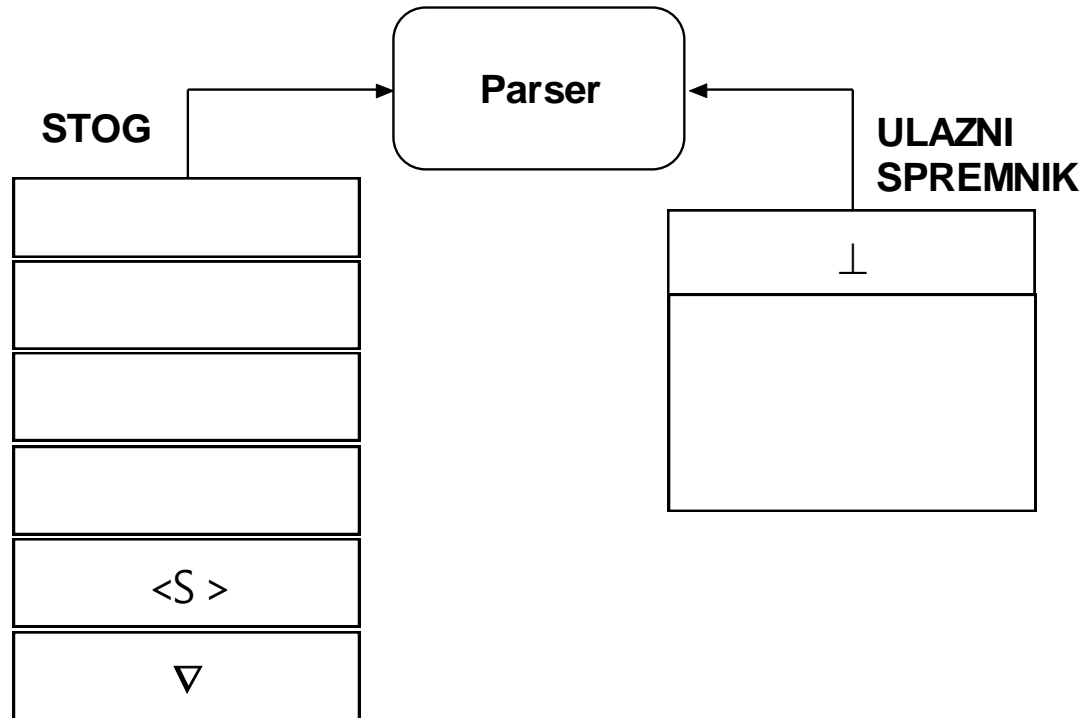 Parser
STOG
ULAZNI
SPREMNIK
⊥
<S >
∇